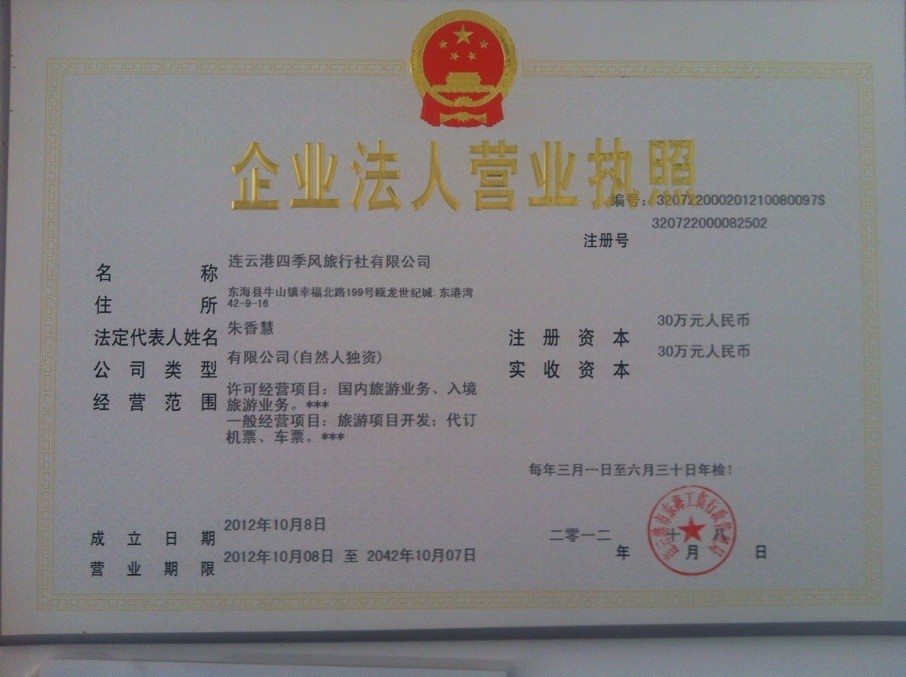 企业法人营业执照
编号：320722000201210080097S
注册号 320722000082502
名称 连云港四季风旅行社有限公司
住所 东海县牛山镇幸福北路199号瓯龙世纪城.东港湾
42-9-16
法定代表人姓名 朱香慧
注册资本 30万元人民币
公司类型 有限公司(自然人独资)
实收资本 30万元人民币
经营范围 许可经营项目：国内旅游业务、入境
旅游业务。***
一般经营项目：旅游项目开发；代订
机票、车票。***
每年三月一日至六月三十日年检！
成立日期 2012年10月8日
二零一二年十月八日
营业期限 2012年10月08日 至 2042年10月07日